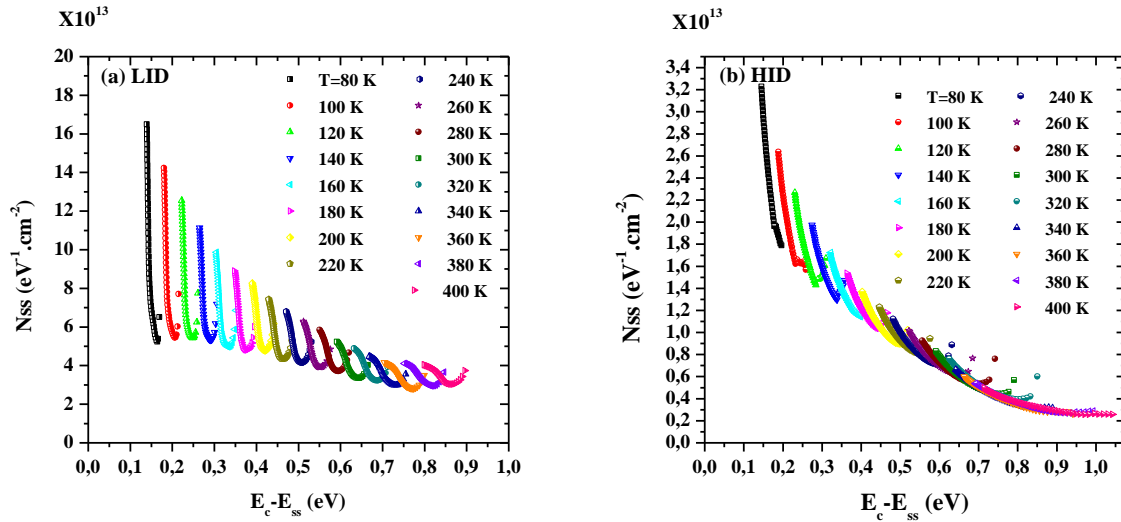 X10^13
(a) LID
T=80 K
100 K
120 K
140 K
160 K
180 K
200 K
220 K
240 K
260 K
280 K
300 K
320 K
340 K
360 K
380 K
400 K
20
18
16
14
12
10
8
6
4
2
0
Nss (eV^-1.cm^-2)
0,0 0,1 0,2 0,3 0,4 0,5 0,6 0,7 0,8 0,9 1,0
E_c-E_ss (eV)
X10^13
(b) HID
T=80 K
100 K
120 K
140 K
160 K
180 K
200 K
220 K
240 K
260 K
280 K
300 K
320 K
340 K
360 K
380 K
400 K
3,4
3,2
3,0
2,8
2,6
2,4
2,2
2,0
1,8
1,6
1,4
1,2
1,0
0,8
0,6
0,4
0,2
0,0
Nss (eV^-1.cm^-2)
0,0 0,1 0,2 0,3 0,4 0,5 0,6 0,7 0,8 0,9 1,0
E_c-E_ss (eV)